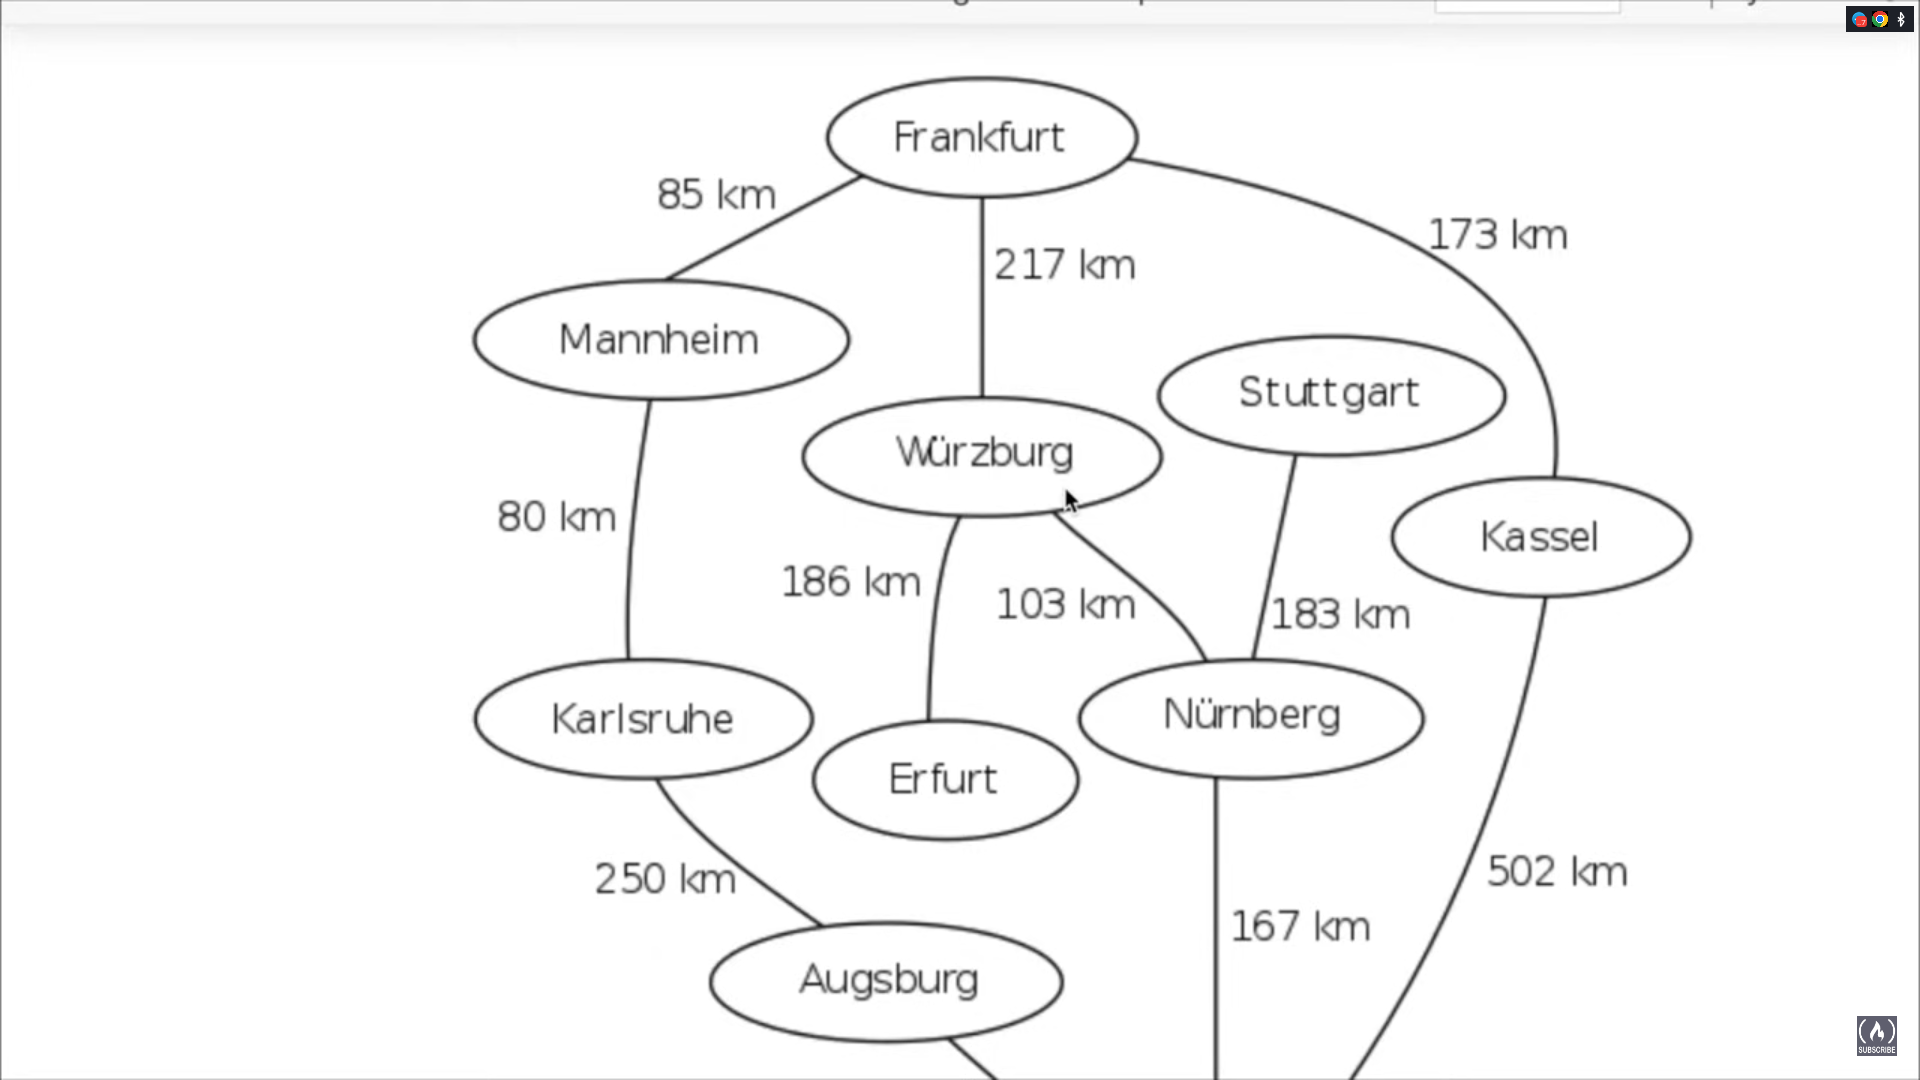 Frankfurt
85 km
173 km
217 km
Mannheim
Stuttgart
Würzburg
80 km
Kassel
186 km
103 km
183 km
Karlsruhe
Nürnberg
Erfurt
250 km
502 km
167 km
Augsburg
SUBSCRIBE